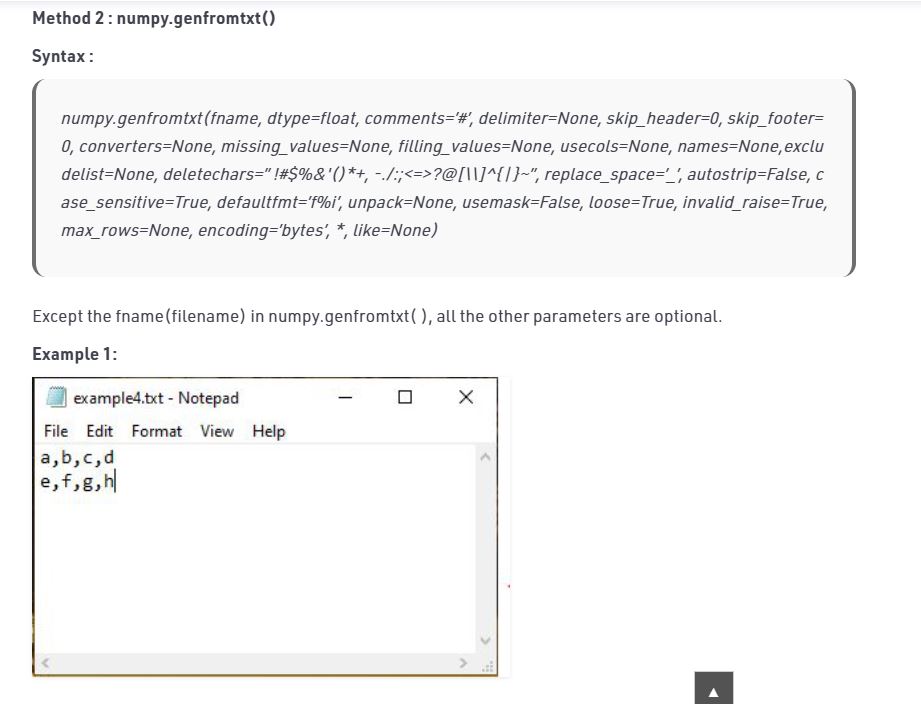 Method 2 : numpy.genfromtxt()
Syntax :
numpy.genfromtxt(fname, dtype=float, comments='#', delimiter=None, skip_header=0, skip_footer=
0, converters=None, missing_values=None, filling_values=None, usecols=None, names=None,exclu
delist=None, deletechars=” !#$%&'()*+, -./:;<=>?@[\\]^{|}~”, replace_space='_', autostrip=False, c
ase_sensitive=True, defaultfmt='f%i', unpack=None, usemask=False, loose=True, invalid_raise=True,
max_rows=None, encoding='bytes', *, like=None)
Except the fname(filename) in numpy.genfromtxt( ), all the other parameters are optional.
Example 1:
example4.txt - Notepad
File Edit Format View Help
a,b,c,d
e,f,g,h